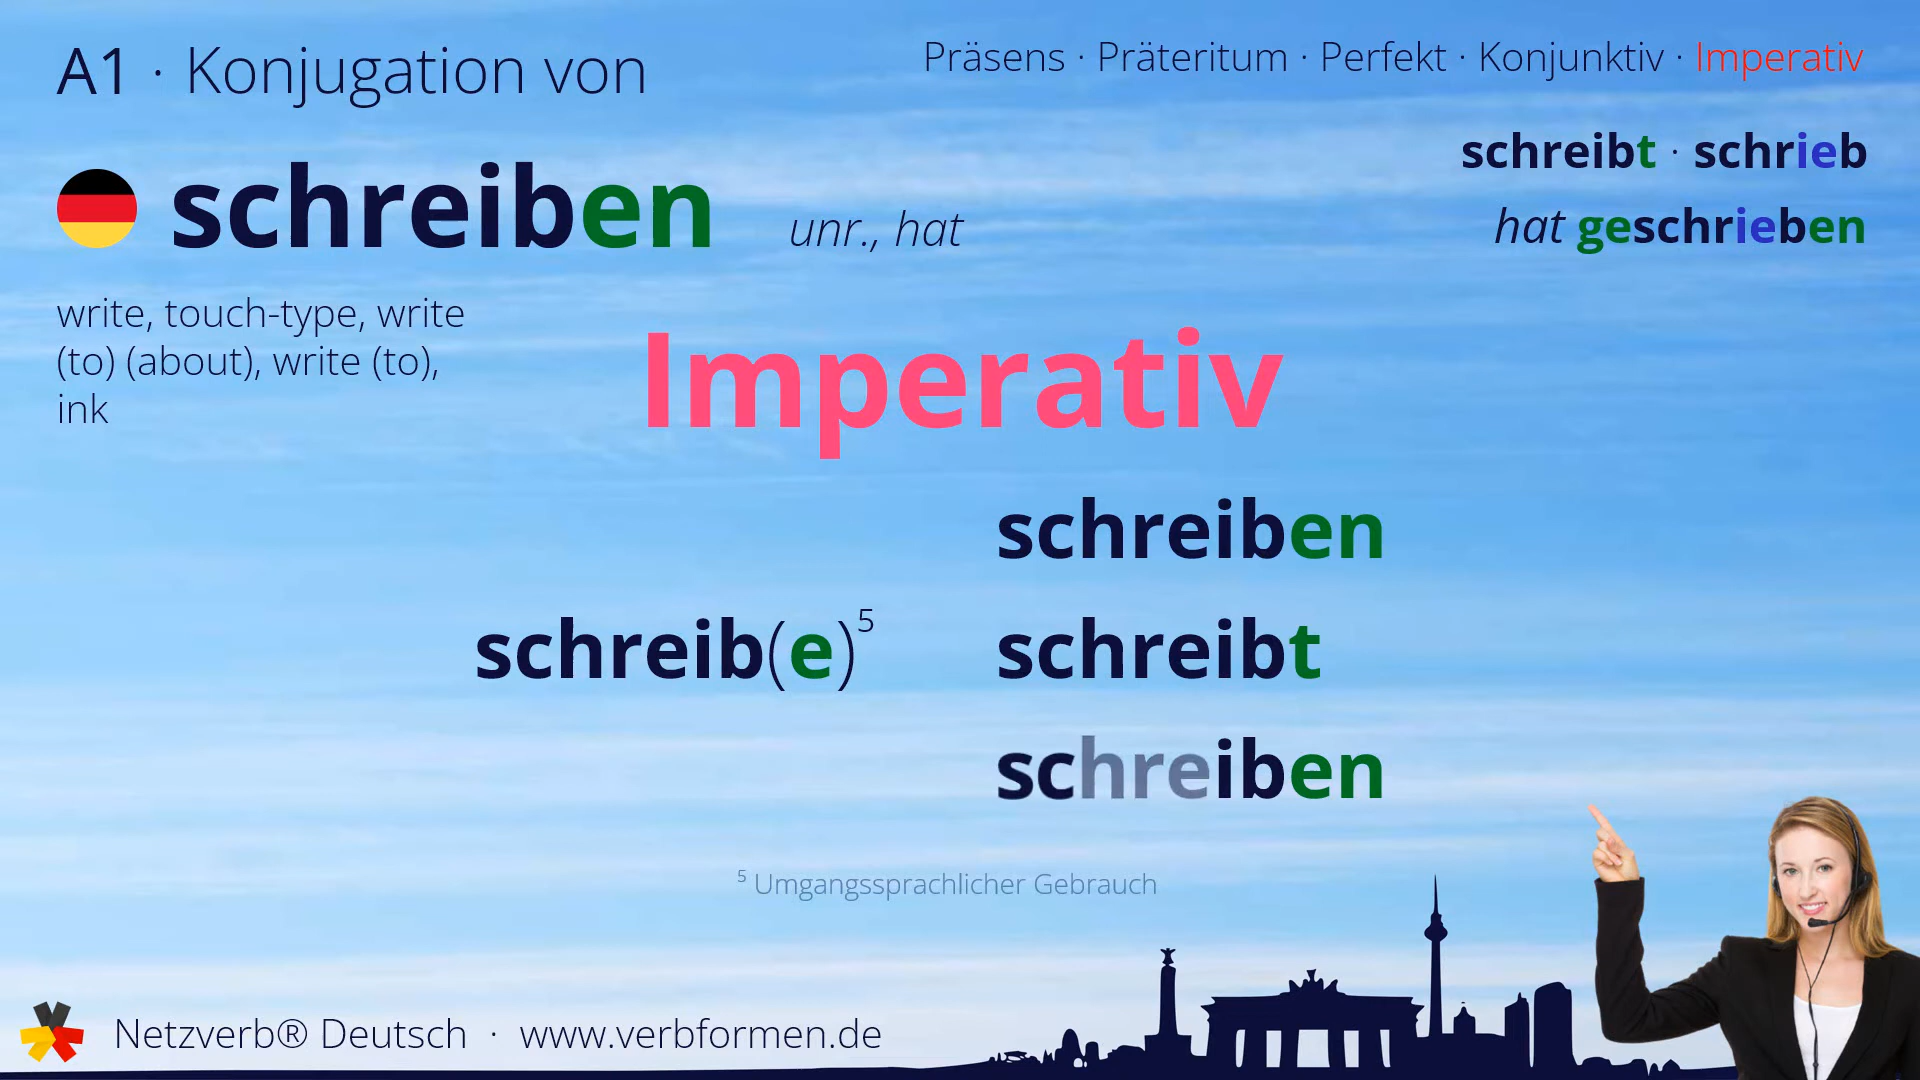 A1 · Konjugation von
Präsens · Präteritum · Perfekt · Konjunktiv · Imperativ
schreiben unr., hat
schreibt · schrieb
hat geschrieben
write, touch-type, write
(to) (about), write (to),
ink
Imperativ
schreiben
schreib(e)⁵ schreibt
schreiben
⁵ Umgangssprachlicher Gebrauch
Netzverb® Deutsch · www.verbformen.de